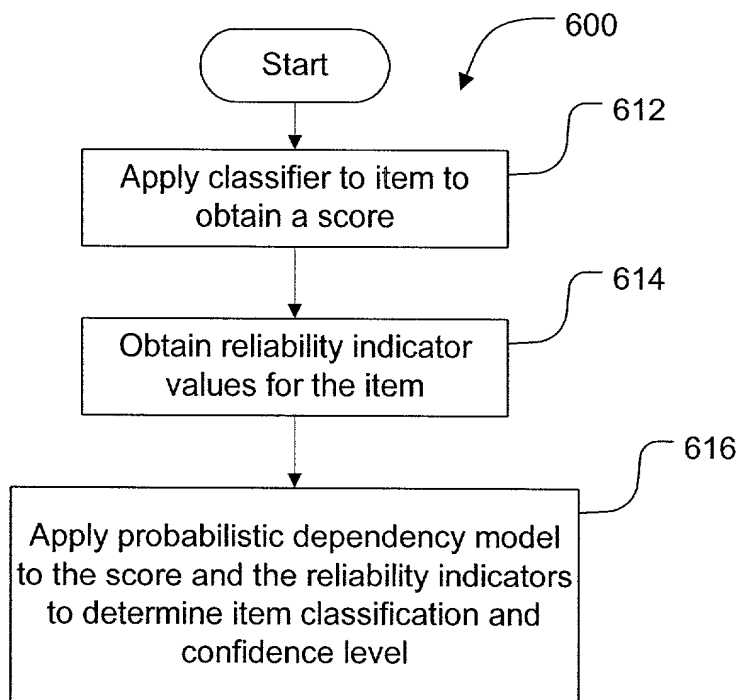 600
Start
612
Apply classifier to item to
obtain a score
614
Obtain reliability indicator
values for the item
616
Apply probabilistic dependency model
to the score and the reliability indicators
to determine item classification and
confidence level